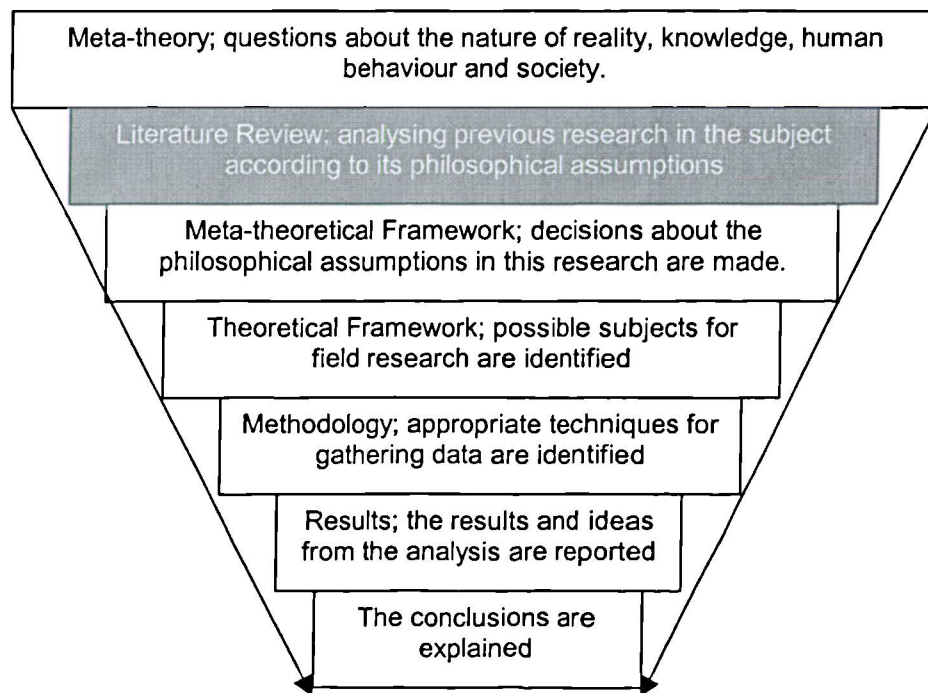 Meta-theory; questions about the nature of reality, knowledge, human
behaviour and society.
Literature Review; analysing previous research in the subject
according to its philosophical assumptions
Meta-theoretical Framework; decisions about the
philosophical assumptions in this research are made.
Theoretical Framework; possible subjects for
field research are identified
Methodology; appropriate techniques for
gathering data are identified
Results; the results and ideas
from the analysis are reported
The conclusions are
explained